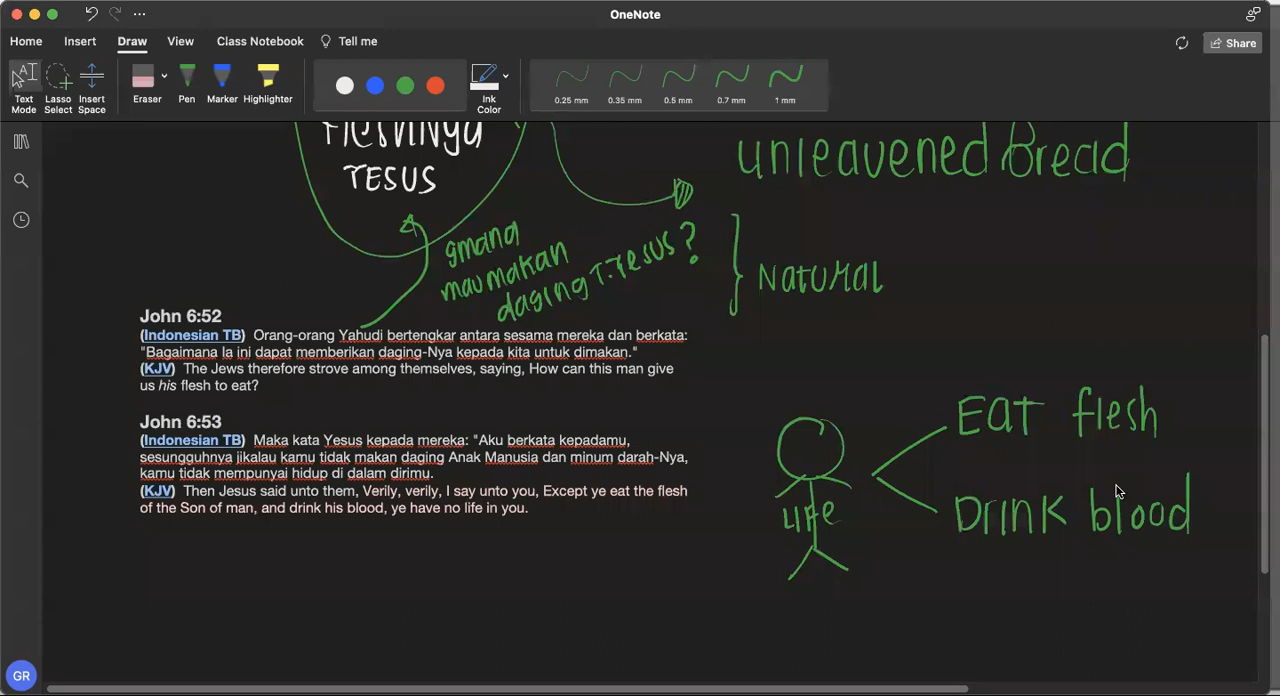 OneNote
Home Insert Draw View Class Notebook Tell me
Share
Text Mode
Lasso Select
Insert Space
Eraser
Pen
Marker
Highlighter
Ink Color
0.25 mm
0.35 mm
0.5 mm
0.7 mm
1 mm
fleshNya
TESUS
unleavened Bread
gmana
mau makan
daging T.Yesus?
Natural
John 6:52
(Indonesian TB) Orang-orang Yahudi bertengkar antara sesama mereka dan berkata:
"Bagaimana Ia ini dapat memberikan daging-Nya kepada kita untuk dimakan."
(KJV) The Jews therefore strove among themselves, saying, How can this man give
us his flesh to eat?
John 6:53
(Indonesian TB) Maka kata Yesus kepada mereka: "Aku berkata kepadamu,
sesungguhnya jikalau kamu tidak makan daging Anak Manusia dan minum darah-Nya,
kamu tidak mempunyai hidup di dalam dirimu.
(KJV) Then Jesus said unto them, Verily, verily, I say unto you, Except ye eat the flesh
of the Son of man, and drink his blood, ye have no life in you.
Life
Eat flesh
Drink blood
GR